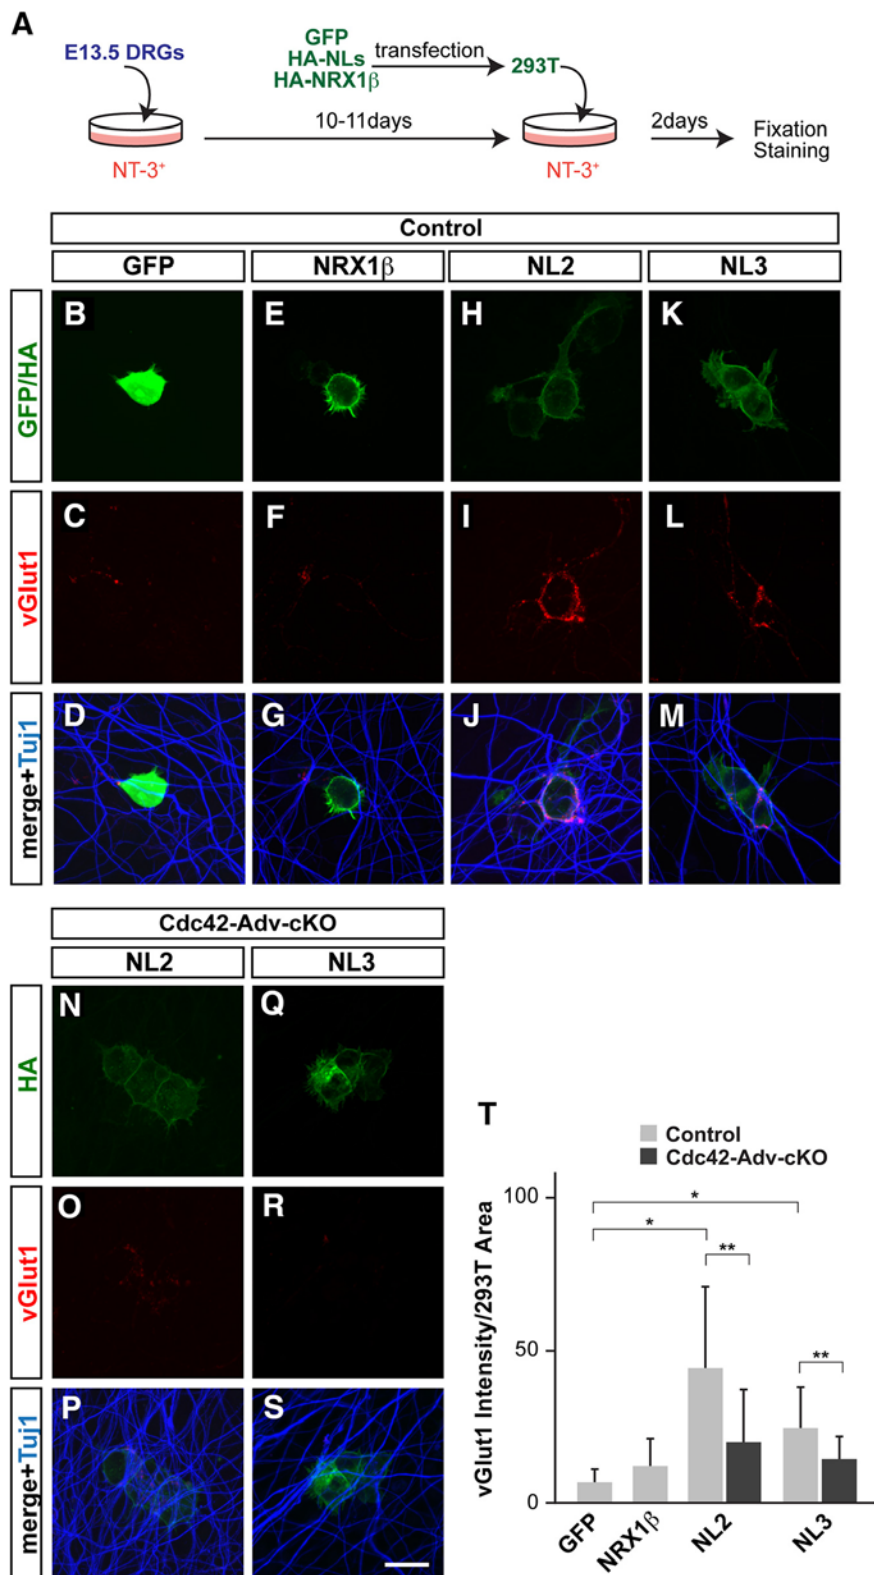 A
E13.5 DRGs
GFP
HA-NLs
HA-NRX1β
transfection
293T
10-11days
2days
Fixation
Staining
NT-3⁺
NT-3⁺
Control
GFP
NRX1β
NL2
NL3
GFP/HA
B
E
H
K
vGlut1
C
F
I
L
merge+Tuj1
D
G
J
M
Cdc42-Adv-cKO
NL2
NL3
HA
N
Q
vGlut1
O
R
merge+Tuj1
P
S
T
Control
Cdc42-Adv-cKO
vGlut1 Intensity/293T Area
100
50
0
*
*
**
**
GFP
NRX1β
NL2
NL3